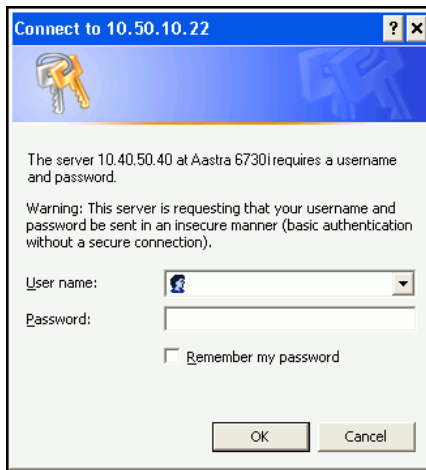 Connect to 10.50.10.22
The server 10.40.50.40 at Aastra 6730i requires a username
and password.
Warning: This server is requesting that your username and
password be sent in an insecure manner (basic authentication
without a secure connection).
User name:
Password:
Remember my password
OK Cancel